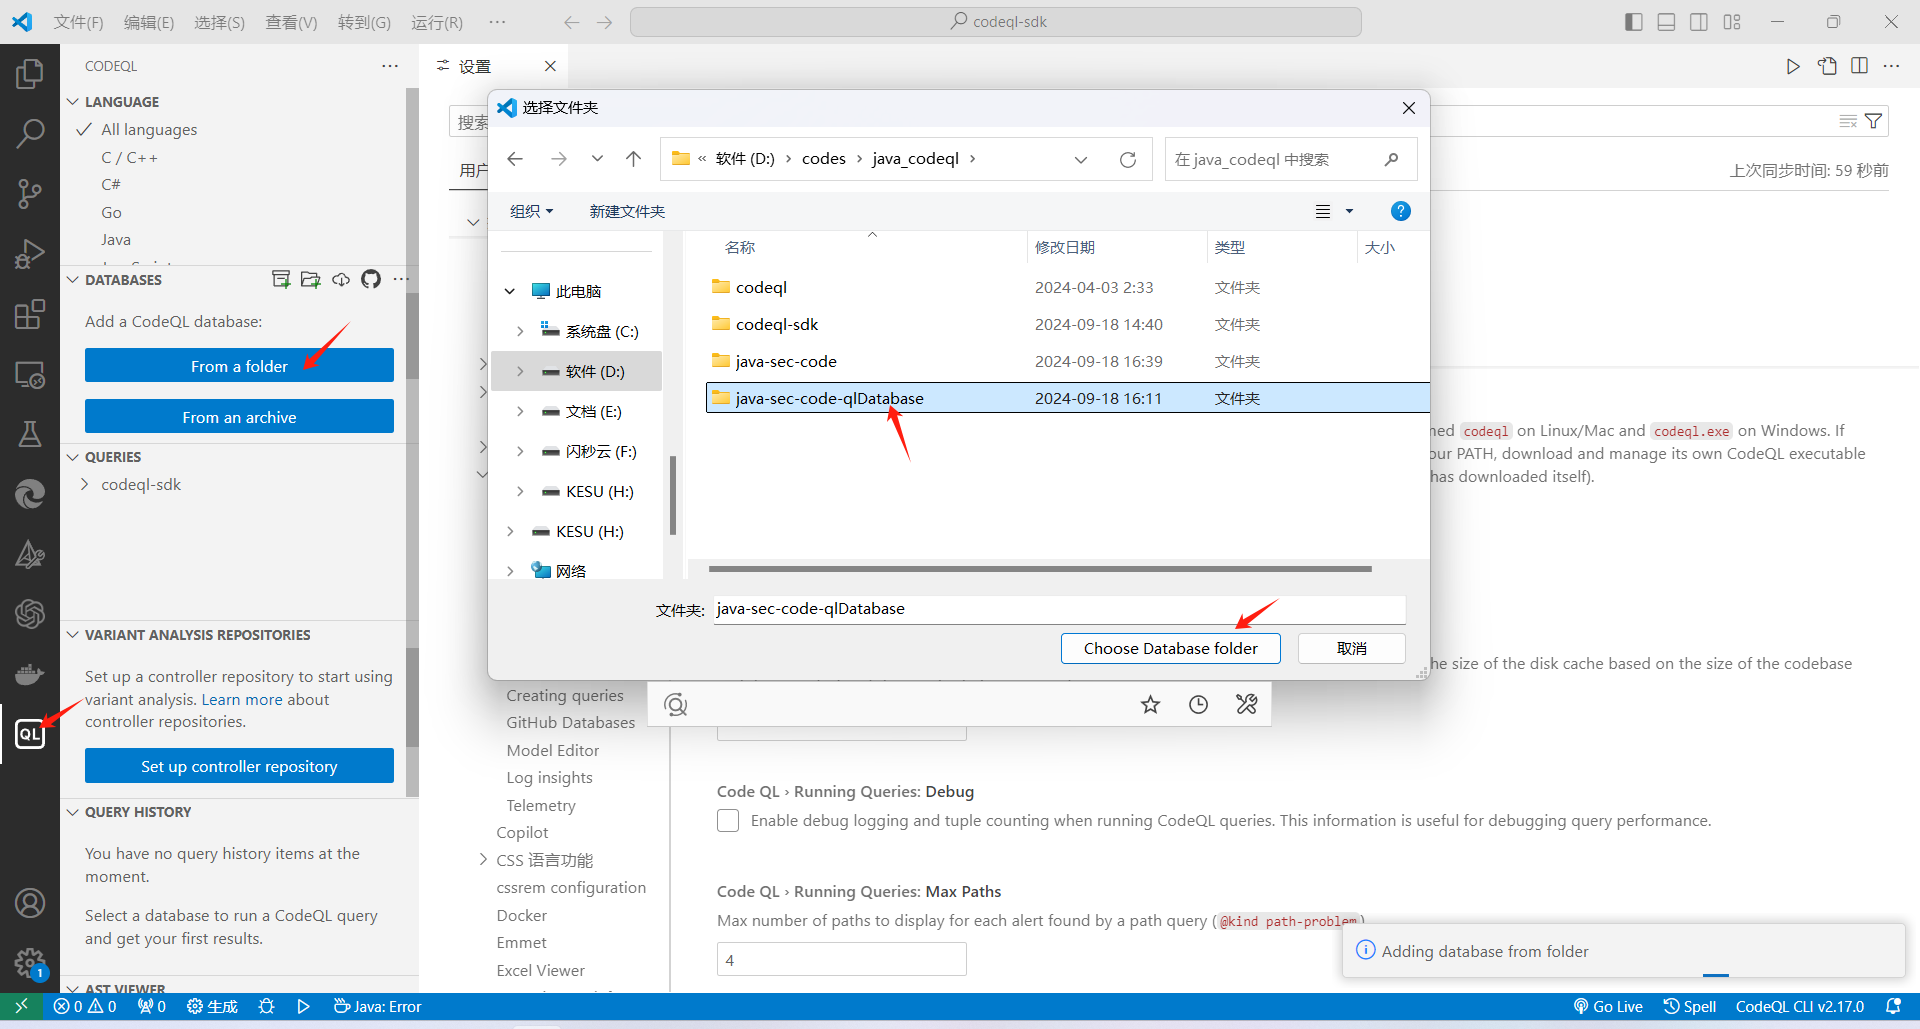 文件(F) 编辑(E) 选择(S) 查看(V) 转到(G) 运行(R) ··· codeql-sdk
CODEQL
LANGUAGE
All languages
C / C++
C#
Go
Java
DATABASES
Add a CodeQL database:
From a folder
From an archive
QUERIES
codeql-sdk
VARIANT ANALYSIS REPOSITORIES
Set up a controller repository to start using
variant analysis. Learn more about
controller repositories.
Set up controller repository
QUERY HISTORY
You have no query history items at the
moment.
Select a database to run a CodeQL query
and get your first results.
AST VIEWER
QL
1
设置
搜索
用户
上次同步时间: 59 秒前
选择文件夹
« 软件 (D:) › codes › java_codeql ›
在 java_codeql 中搜索
组织 新建文件夹
?
名称 修改日期 类型 大小
此电脑
系统盘 (C:)
软件 (D:)
文档 (E:)
闪秒云 (F:)
KESU (H:)
KESU (H:)
网络
codeql 2024-04-03 2:33 文件夹
codeql-sdk 2024-09-18 14:40 文件夹
java-sec-code 2024-09-18 16:39 文件夹
java-sec-code-qlDatabase 2024-09-18 16:11 文件夹
文件夹: java-sec-code-qlDatabase
Choose Database folder 取消
med codeql on Linux/Mac and codeql.exe on Windows. If
our PATH, download and manage its own CodeQL executable
has downloaded itself).
he size of the disk cache based on the size of the codebase
Creating queries
GitHub Databases
Model Editor
Log insights
Telemetry
Copilot
CSS 语言功能
cssrem configuration
Docker
Emmet
Excel Viewer
Code QL › Running Queries: Debug
Enable debug logging and tuple counting when running CodeQL queries. This information is useful for debugging query performance.
Code QL › Running Queries: Max Paths
Max number of paths to display for each alert found by a path query (@kind path-problem)
4
Adding database from folder
0 0 0 生成 Java: Error Go Live Spell CodeQL CLI v2.17.0